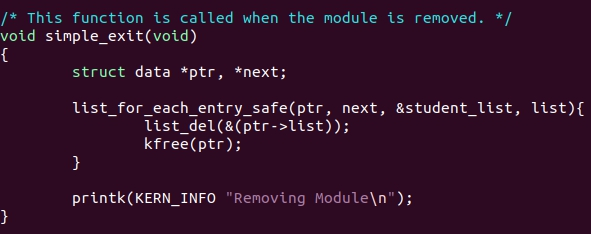 /* This function is called when the module is removed. */
void simple_exit(void)
{
        struct data *ptr, *next;

        list_for_each_entry_safe(ptr, next, &student_list, list){
                list_del(&(ptr->list));
                kfree(ptr);
        }

        printk(KERN_INFO "Removing Module\n");
}